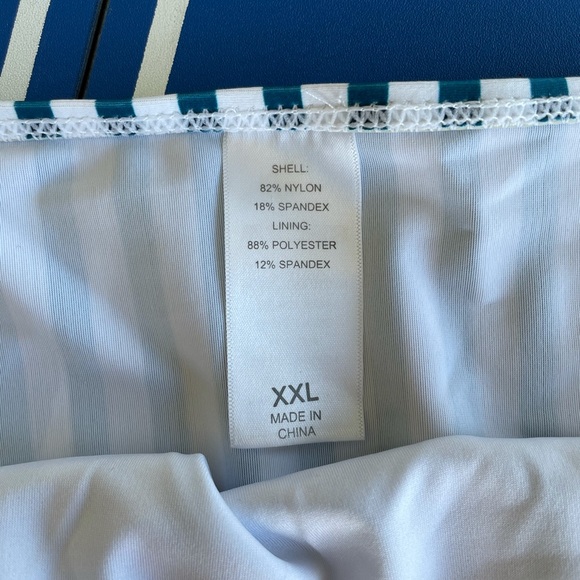 SHELL:
82% NYLON
18% SPANDEX
LINING:
88% POLYESTER
12% SPANDEX
XXL
MADE IN
CHINA